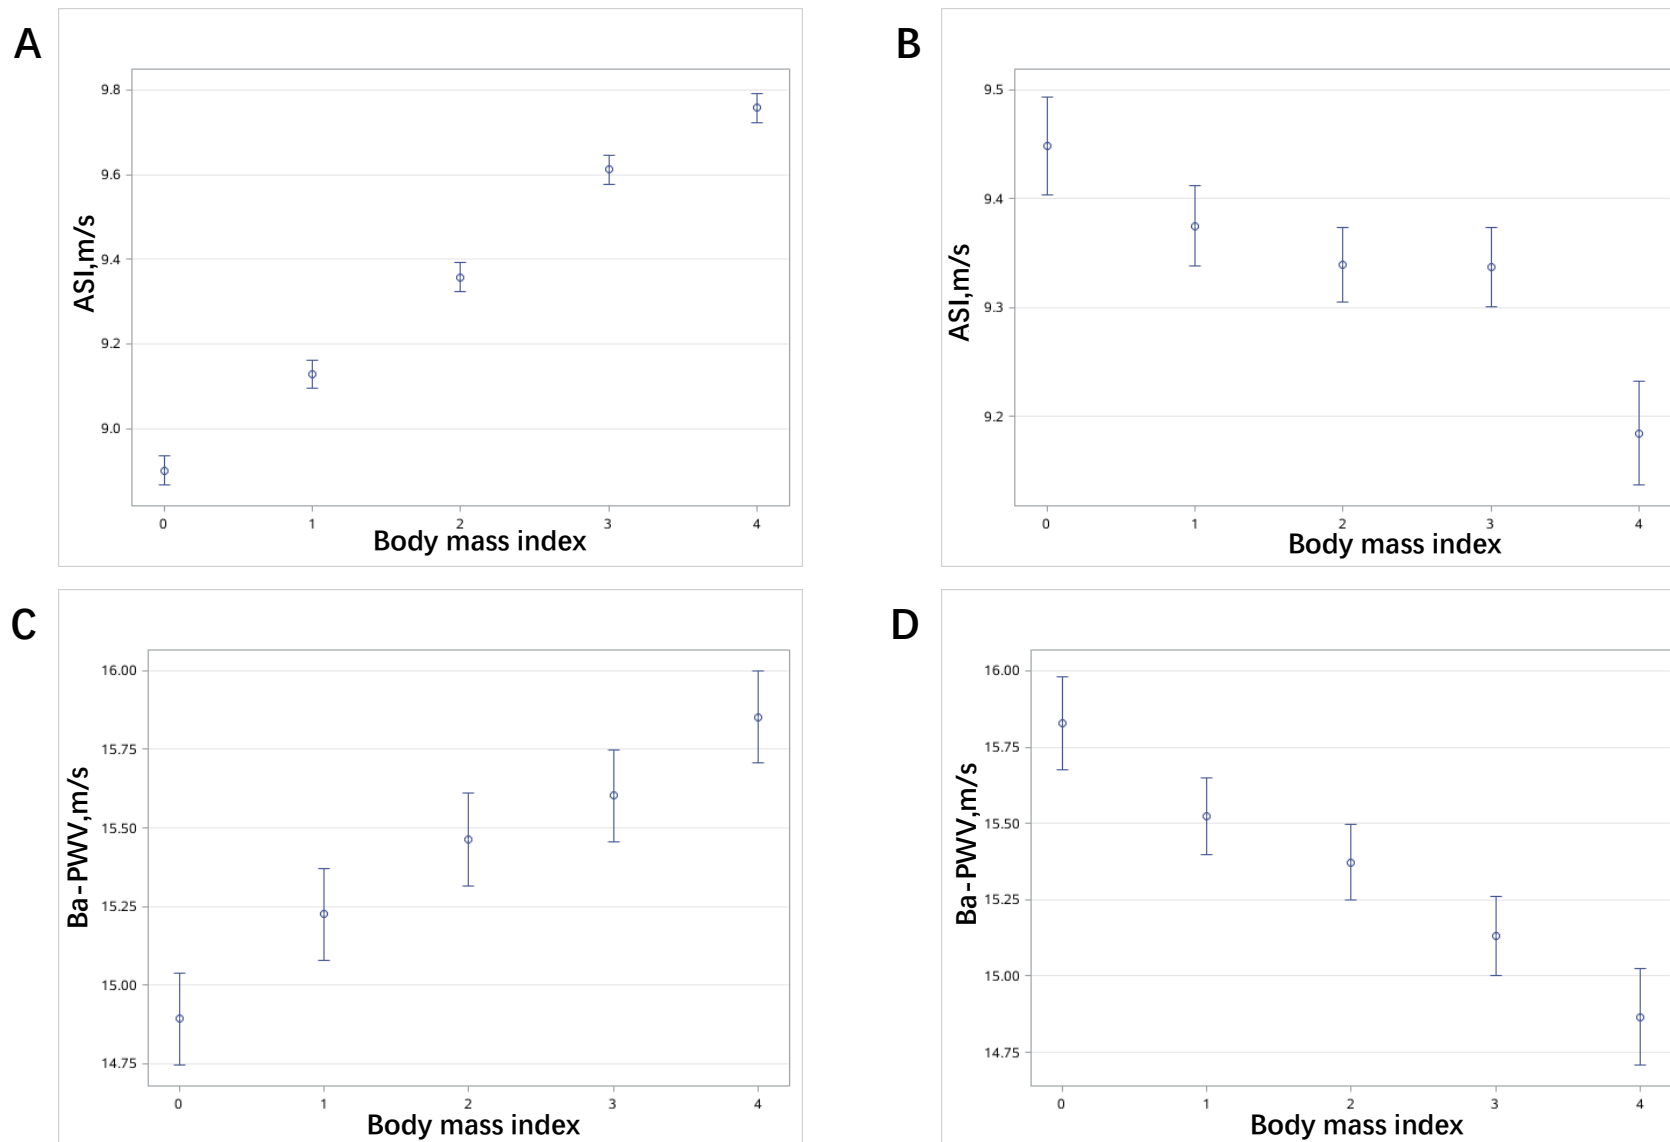 A
9.8
9.6
9.4
9.2
9.0
ASI,m/s
0 1 2 3 4
Body mass index
B
9.5
9.4
9.3
9.2
ASI,m/s
0 1 2 3 4
Body mass index
C
16.00
15.75
15.50
15.25
15.00
14.75
Ba-PWV,m/s
0 1 2 3 4
Body mass index
D
16.00
15.75
15.50
15.25
15.00
14.75
Ba-PWV,m/s
0 1 2 3 4
Body mass index